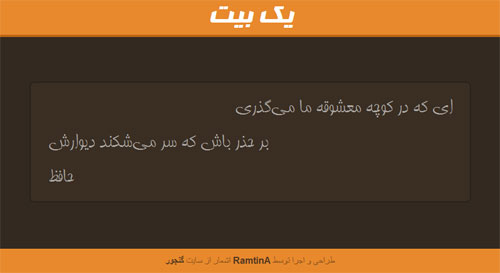 یک بیت
ای که در کوچه معشوقه ما می‌گذری
بر حذر باش که سر می‌شکند دیوارش
حافظ
طراحی و اجرا توسط RamtinA اشعار از سایت گنجور